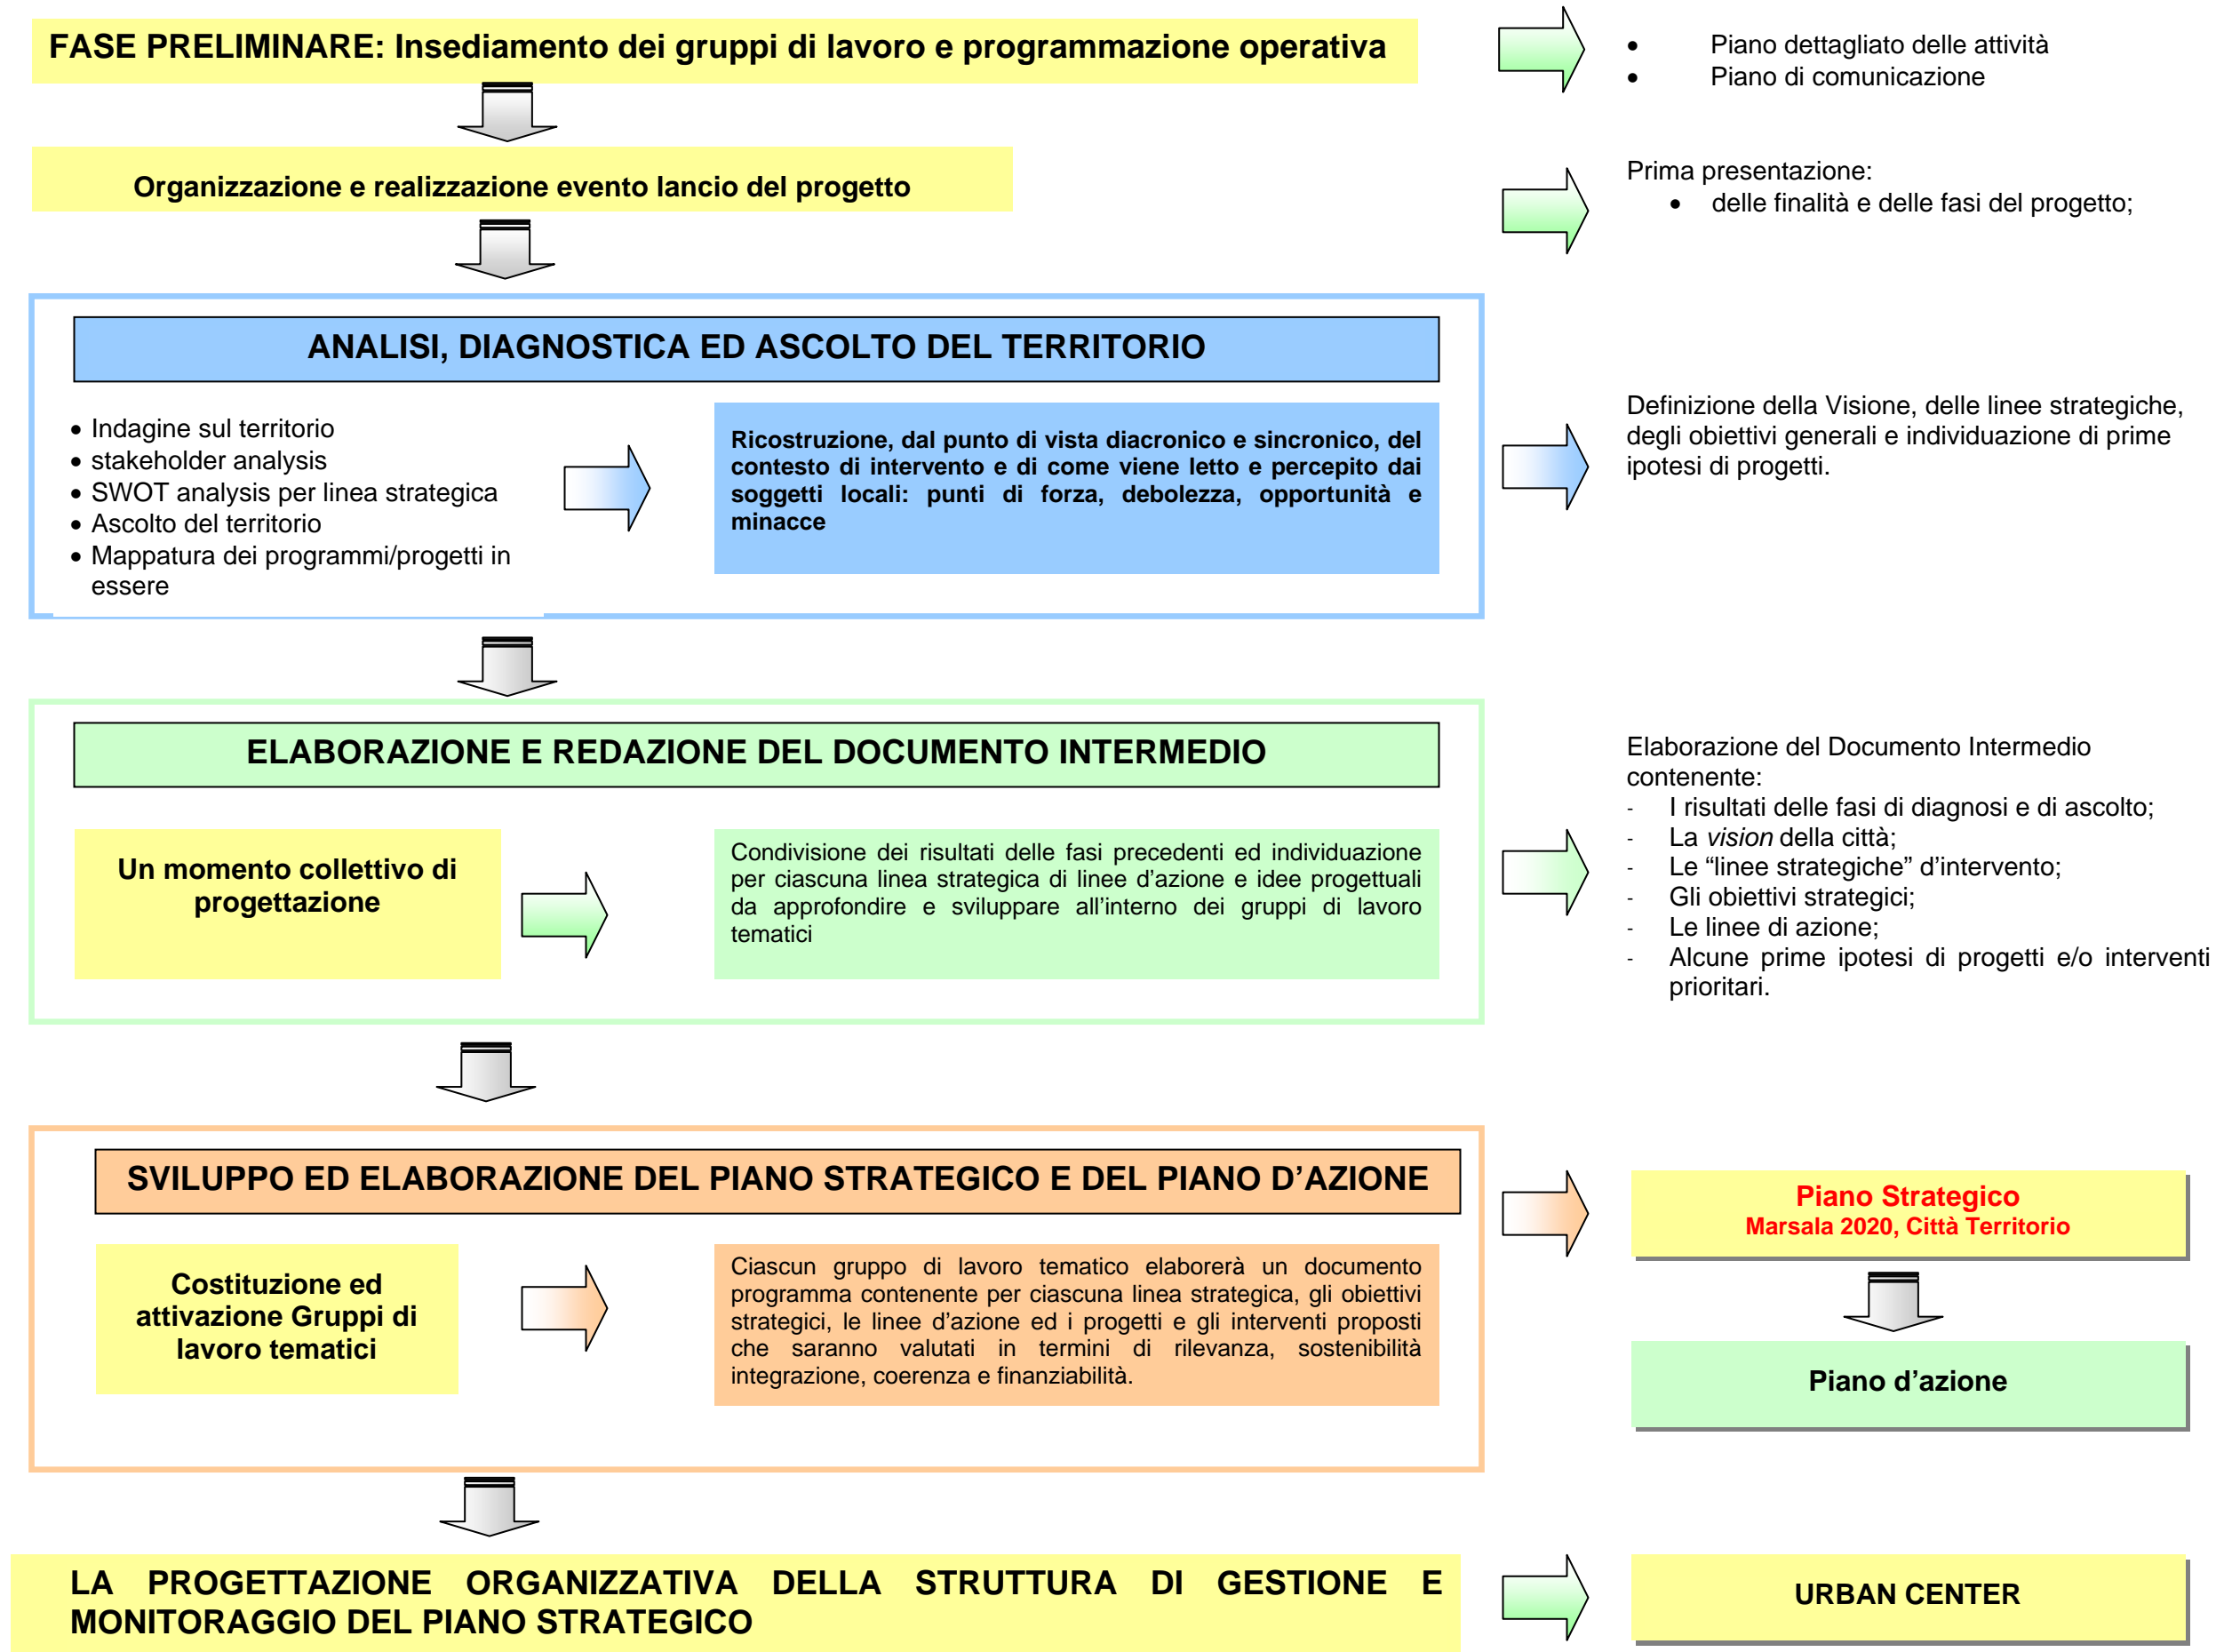 FASE PRELIMINARE: Insediamento dei gruppi di lavoro e programmazione operativa
• Piano dettagliato delle attività
• Piano di comunicazione
Organizzazione e realizzazione evento lancio del progetto
Prima presentazione:
• delle finalità e delle fasi del progetto;
ANALISI, DIAGNOSTICA ED ASCOLTO DEL TERRITORIO
• Indagine sul territorio
• stakeholder analysis
• SWOT analysis per linea strategica
• Ascolto del territorio
• Mappatura dei programmi/progetti in
essere
Ricostruzione, dal punto di vista diacronico e sincronico, del
contesto di intervento e di come viene letto e percepito dai
soggetti locali: punti di forza, debolezza, opportunità e
minacce
Definizione della Visione, delle linee strategiche,
degli obiettivi generali e individuazione di prime
ipotesi di progetti.
ELABORAZIONE E REDAZIONE DEL DOCUMENTO INTERMEDIO
Un momento collettivo di
progettazione
Condivisione dei risultati delle fasi precedenti ed individuazione
per ciascuna linea strategica di linee d’azione e idee progettuali
da approfondire e sviluppare all’interno dei gruppi di lavoro
tematici
Elaborazione del Documento Intermedio
contenente:
- I risultati delle fasi di diagnosi e di ascolto;
- La vision della città;
- Le “linee strategiche” d’intervento;
- Gli obiettivi strategici;
- Le linee di azione;
- Alcune prime ipotesi di progetti e/o interventi
prioritari.
SVILUPPO ED ELABORAZIONE DEL PIANO STRATEGICO E DEL PIANO D’AZIONE
Costituzione ed
attivazione Gruppi di
lavoro tematici
Ciascun gruppo di lavoro tematico elaborerà un documento
programma contenente per ciascuna linea strategica, gli obiettivi
strategici, le linee d’azione ed i progetti e gli interventi proposti
che saranno valutati in termini di rilevanza, sostenibilità
integrazione, coerenza e finanziabilità.
Piano Strategico
Marsala 2020, Città Territorio
Piano d’azione
LA PROGETTAZIONE ORGANIZZATIVA DELLA STRUTTURA DI GESTIONE E
MONITORAGGIO DEL PIANO STRATEGICO
URBAN CENTER